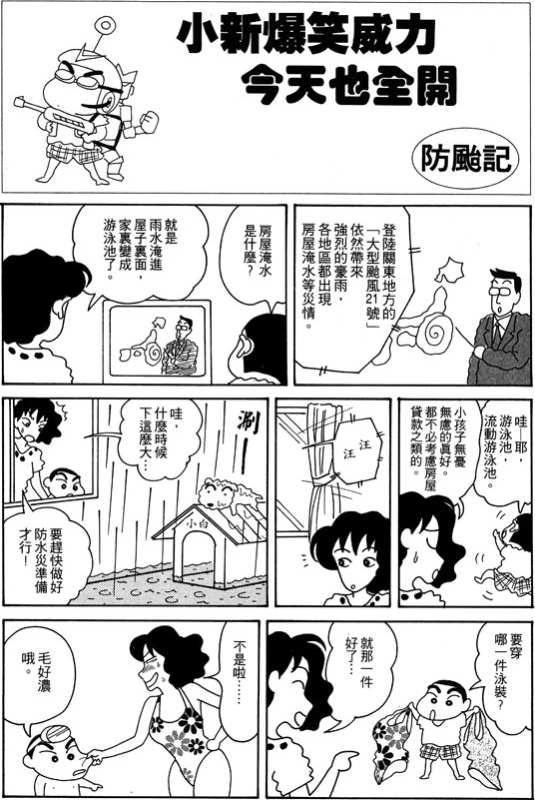 小新爆笑威力
今天也全開
防颱記
登陸關東地方的
「大型颱風21號」
依然帶來
強烈的豪雨，
各地區都出現
房屋淹水等災情。
房屋淹水
是什麼？
就是
雨水淹進
屋子裏面，
家裏變成
游泳池了。
哇！耶，
游泳池，
流動游泳池。
小孩子無憂
無慮的真好。
都不必考慮房屋
貸款之類的。
汪
汪
涮
哇，
什麼時候
下這麼大…
小白
要趕快做好
防水災準備
才行！
要穿
哪一件泳裝？
就那一件
好了…
不是啦……
毛好濃
哦。